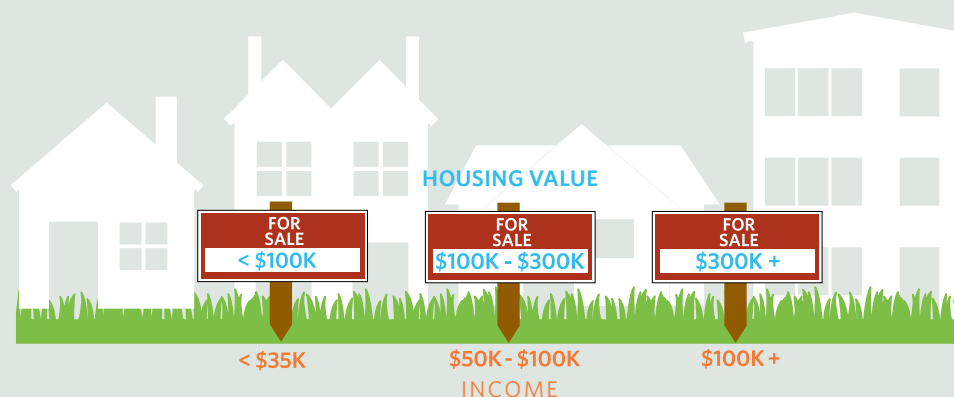 HOUSING VALUE
FOR
SALE
< $100K
FOR
SALE
$100K - $300K
FOR
SALE
$300K +
< $35K
$50K - $100K
$100K +
INCOME